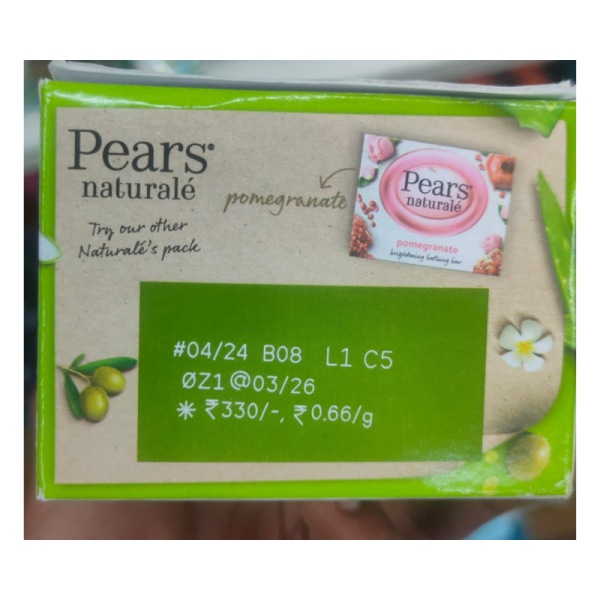 Pears
naturalé
Try our other
Naturalé's pack
pomegranate
Pears
naturalé
pomegranate
brightening bathing bar
#04/24 B08 L1 C5
ØZ1@03/26
✳ ₹330/-, ₹0.66/g